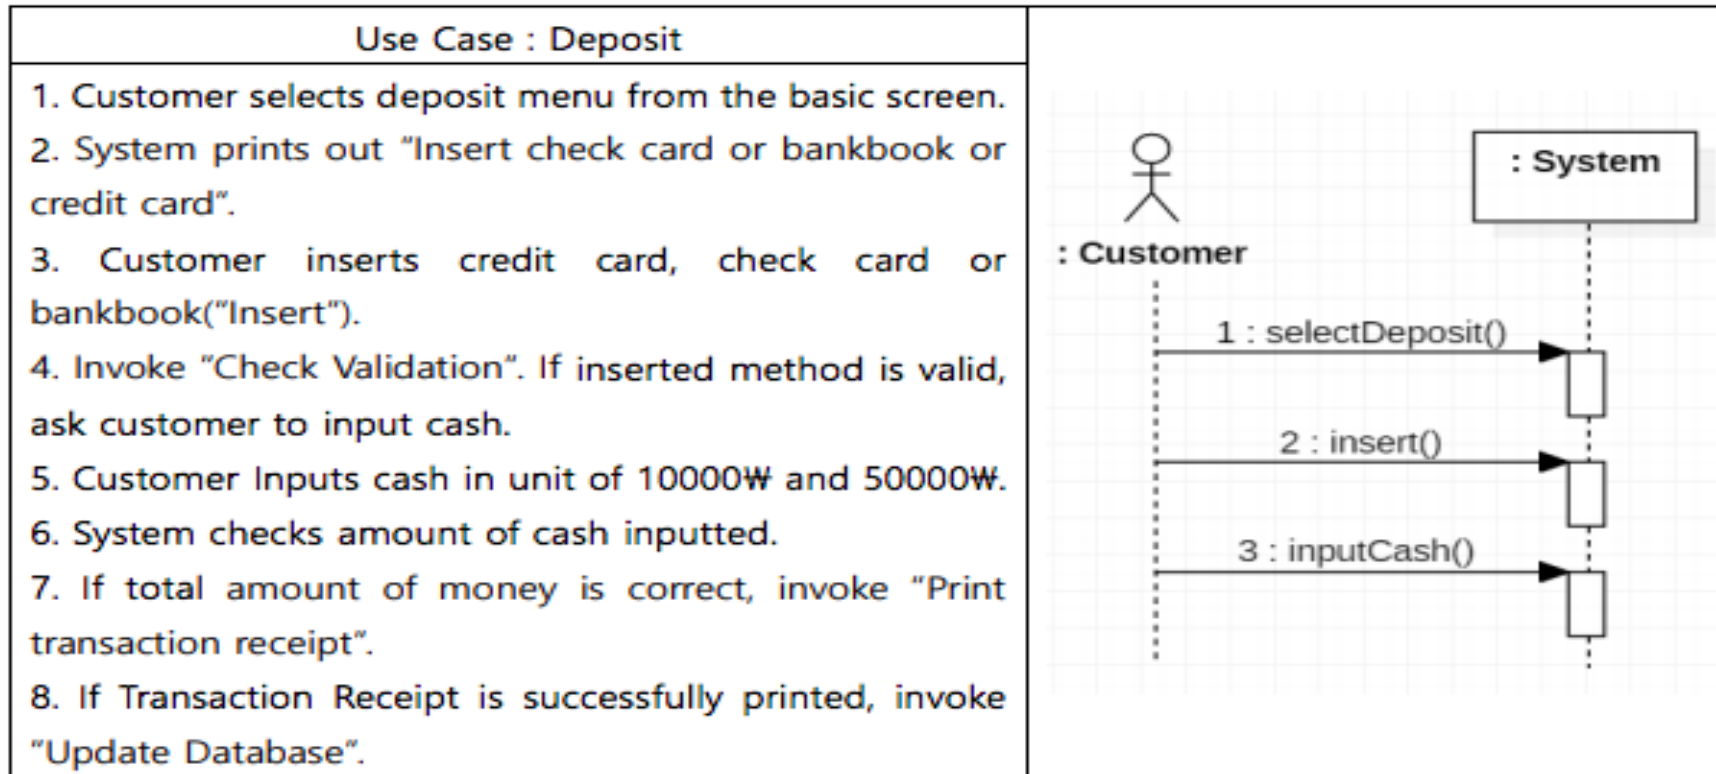 Use Case : Deposit
1. Customer selects deposit menu from the basic screen.
2. System prints out “Insert check card or bankbook or
credit card”.
3. Customer inserts credit card, check card or
bankbook(“Insert”).
4. Invoke “Check Validation”. If inserted method is valid,
ask customer to input cash.
5. Customer Inputs cash in unit of 10000₩ and 50000₩.
6. System checks amount of cash inputted.
7. If total amount of money is correct, invoke “Print
transaction receipt”.
8. If Transaction Receipt is successfully printed, invoke
“Update Database”.
: Customer
: System
1 : selectDeposit()
2 : insert()
3 : inputCash()